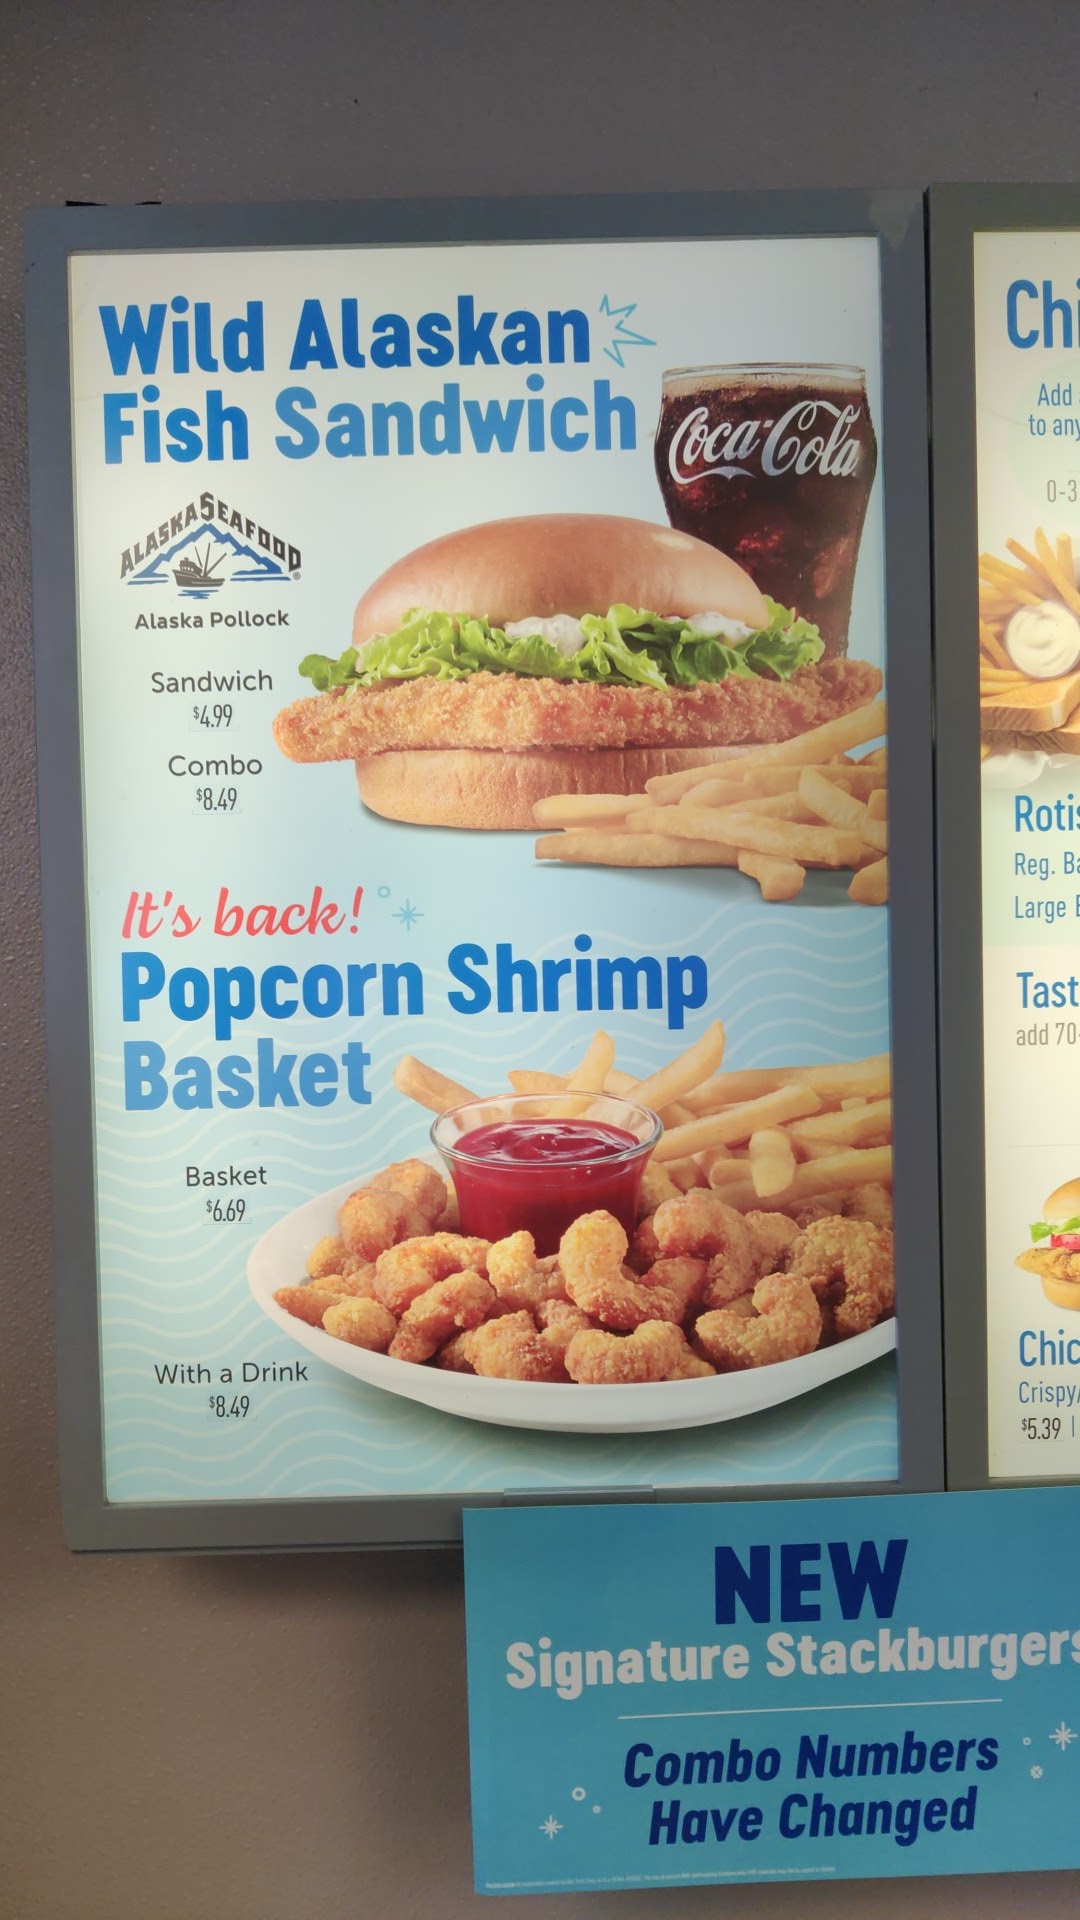 Wild Alaskan
Fish Sandwich
Coca-Cola
ALASKA SEAFOOD®
Alaska Pollock
Sandwich
$4.99
Combo
$8.49
It's back!
Popcorn Shrimp
Basket
Basket
$6.69
With a Drink
$8.49
Chi
Add
to any
0-3
Rotis
Reg. Ba
Large B
Tast
add 70-
Chic
Crispy/
$5.39 |
NEW
Signature Stackburgers
Combo Numbers
Have Changed